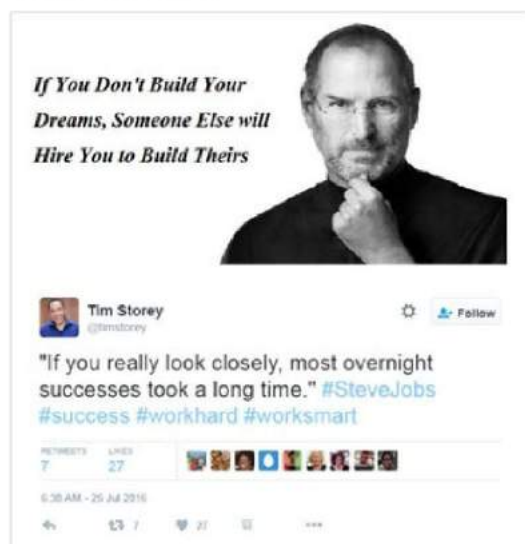 If You Don't Build Your
Dreams, Someone Else will
Hire You to Build Theirs
Tim Storey
@timstorey
Follow
"If you really look closely, most overnight
successes took a long time." #SteveJobs
#success #workhard #worksmart
RETWEETS LIKES
7 27
6:38 AM - 26 Jul 2016
7 27